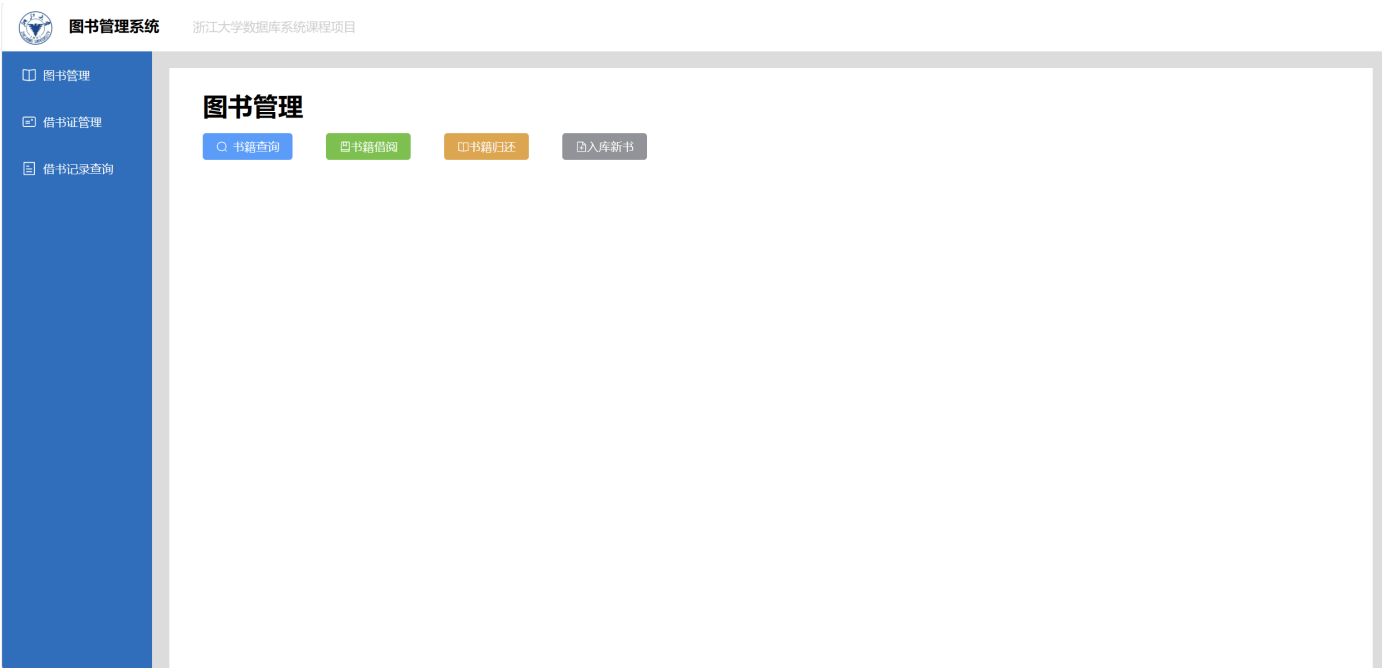 图书管理系统 浙江大学数据库系统课程项目
图书管理
借书证管理
借书记录查询
图书管理
书籍查询 书籍借阅 书籍归还 入库新书